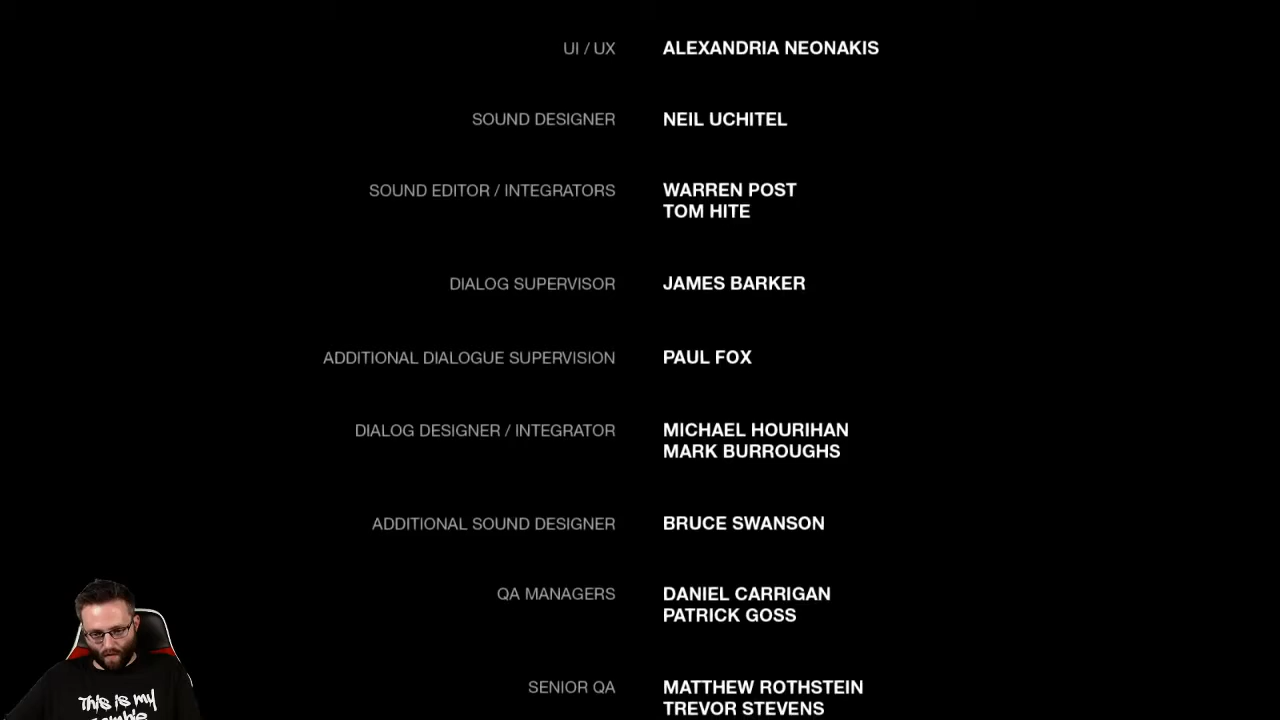 UI / UX ALEXANDRIA NEONAKIS
SOUND DESIGNER NEIL UCHITEL
SOUND EDITOR / INTEGRATORS WARREN POST
TOM HITE
DIALOG SUPERVISOR JAMES BARKER
ADDITIONAL DIALOGUE SUPERVISION PAUL FOX
DIALOG DESIGNER / INTEGRATOR MICHAEL HOURIHAN
MARK BURROUGHS
ADDITIONAL SOUND DESIGNER BRUCE SWANSON
QA MANAGERS DANIEL CARRIGAN
PATRICK GOSS
SENIOR QA MATTHEW ROTHSTEIN
TREVOR STEVENS
This is my
zombie